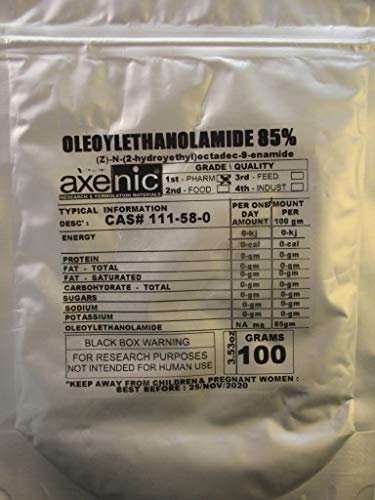 OLEOYLETHANOLAMIDE 85%
(Z)-N-(2-hydroyethyl)octadec-9-enamide
axenic
RESEARCH & FORMULATION MATERIALS
GRADE \ QUALITY
1st - PHARM 3rd - FEED
2nd - FOOD 4th - INDUST
TYPICAL INFORMATION
DESC': CAS# 111-58-0
PER ONE DAY AMOUNT
AMOUNT PER 100 gm
ENERGY 0-kj 0-kj
0-cal 0-cal
PROTEIN 0-gm 0-gm
FAT - TOTAL 0-gm 0-gm
FAT - SATURATED 0-gm 0-gm
CARBOHYDRATE - TOTAL 0-gm 0-gm
SUGARS 0-gm 0-gm
SODIUM 0-gm 0-gm
POTASSIUM 0-gm 0-gm
OLEOYLETHANOLAMIDE NA mg 85gm
BLACK BOX WARNING
FOR RESEARCH PURPOSES
NOT INTENDED FOR HUMAN USE
3.53oz
GRAMS
100
"KEEP AWAY FROM CHILDREN & PREGNANT WOMEN :
BEST BEFORE : 25/NOV/2020